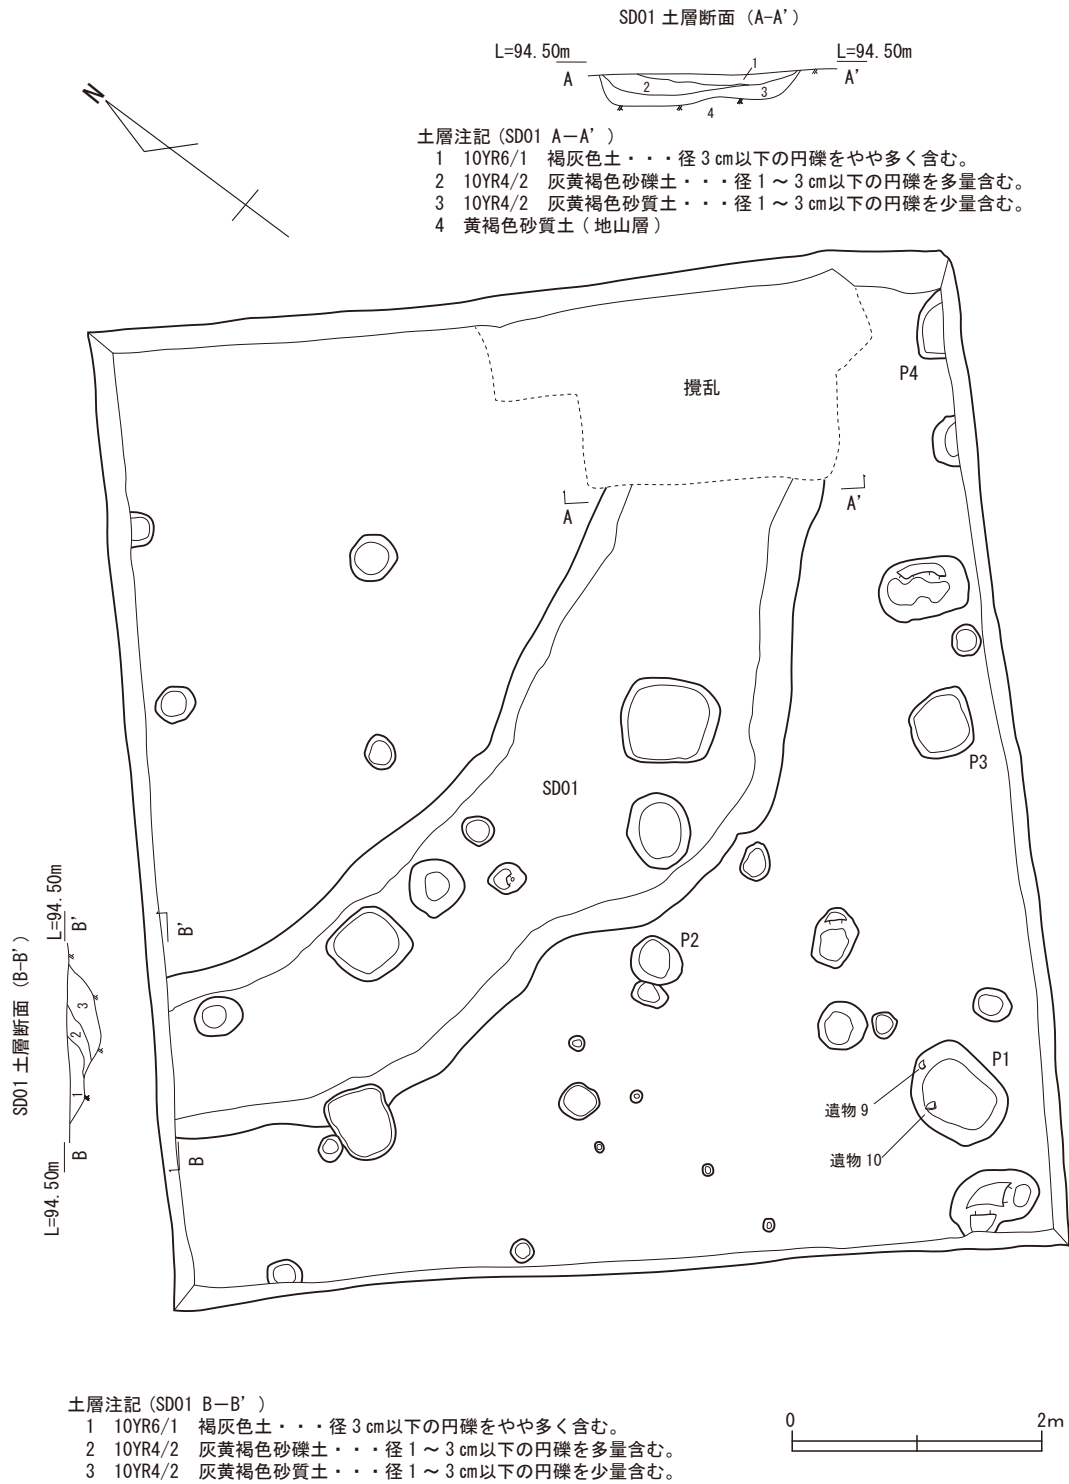 SD01 土層断面 (A-A')
L=94.50m
L=94.50m
A
A'
1
2
3
4
N
土層注記 (SD01 A－A' )
1 10YR6/1 褐灰色土・・・径 3 cm以下の円礫をやや多く含む。
2 10YR4/2 灰黄褐色砂礫土・・・径 1 ～ 3 cm以下の円礫を多量含む。
3 10YR4/2 灰黄褐色砂質土・・・径 1 ～ 3 cm以下の円礫を少量含む。
4 黄褐色砂質土 ( 地山層 )
攪乱
P4
A
A'
P3
SD01
P2
P1
遺物 9
遺物 10
B'
B
SD01 土層断面 (B-B')
L=94.50m
B'
3
2
1
B
L=94.50m
土層注記 (SD01 B－B' )
1 10YR6/1 褐灰色土・・・径 3 cm以下の円礫をやや多く含む。
2 10YR4/2 灰黄褐色砂礫土・・・径 1 ～ 3 cm以下の円礫を多量含む。
3 10YR4/2 灰黄褐色砂質土・・・径 1 ～ 3 cm以下の円礫を少量含む。
0 2m